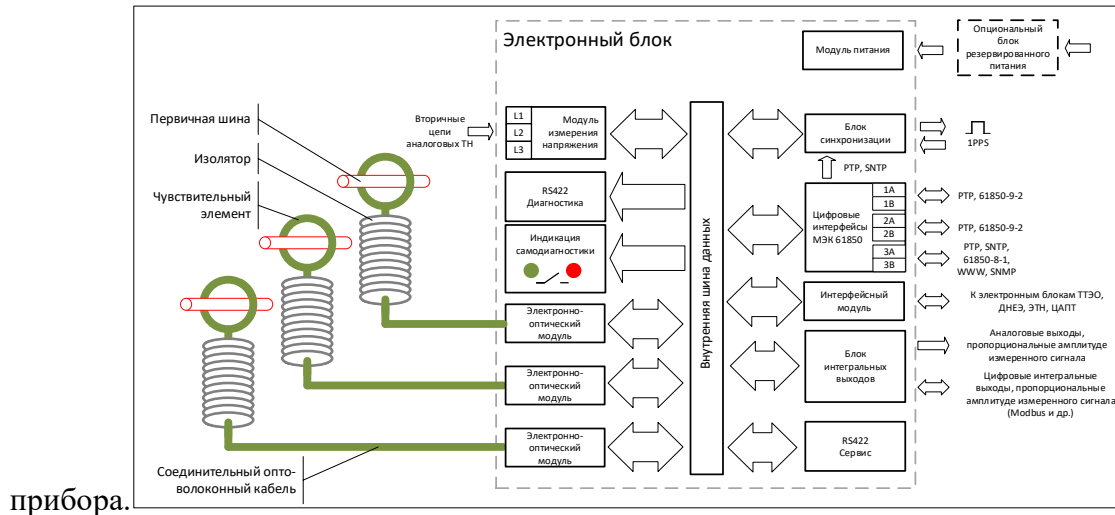 Электронный блок
Модуль питания
Опциональный
блок
резервированного
питания
Первичная шина
Изолятор
Чувствительный
элемент
Вторичные
цепи
аналоговых ТН
L1
L2
L3
Модуль
измерения
напряжения
Блок
синхронизации
1PPS
PTP, SNTP
RS422
Диагностика
Цифровые
интерфейсы
МЭК 61850
1A
1B
2A
2B
3A
3B
PTP, 61850-9-2
PTP, 61850-9-2
PTP, SNTP,
61850-8-1,
WWW, SNMP
Индикация
самодиагностики
Внутренняя шина данных
Интерфейсный
модуль
К электронным блокам ТТЭО,
ДНЕЭ, ЭТН, ЦАПТ
Электронно-
оптический
модуль
Блок
интегральных
выходов
Аналоговые выходы,
пропорциональные амплитуде
измеренного сигнала
Цифровые интегральные
выходы, пропорциональные
амплитуде измеренного сигнала
(Modbus и др.)
Электронно-
оптический
модуль
Электронно-
оптический
модуль
RS422
Сервис
Соединительный опто-
волоконный кабель
прибора.